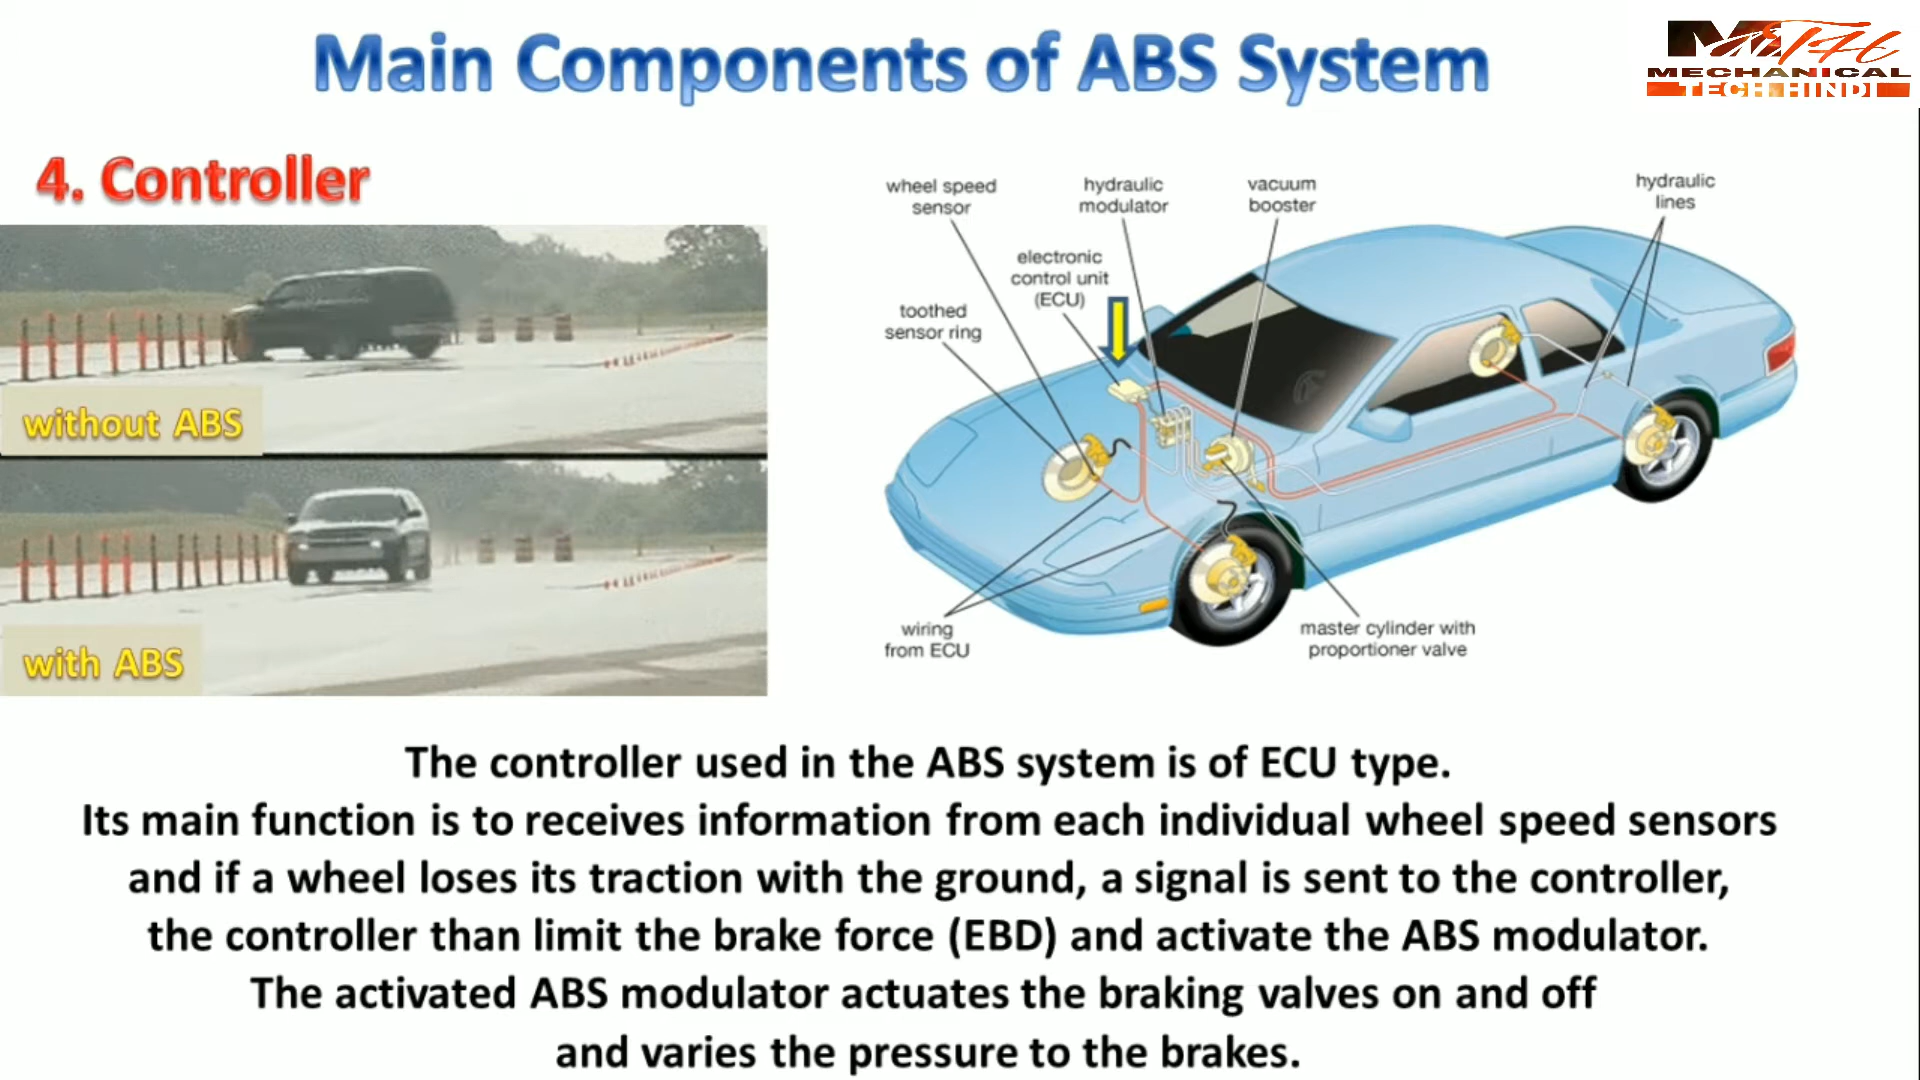 Main Components of ABS System
MECHANICAL
TECH HINDI
4. Controller
without ABS
with ABS
wheel speed
sensor
hydraulic
modulator
vacuum
booster
hydraulic
lines
electronic
control unit
(ECU)
toothed
sensor ring
wiring
from ECU
master cylinder with
proportioner valve
The controller used in the ABS system is of ECU type.
Its main function is to receives information from each individual wheel speed sensors
and if a wheel loses its traction with the ground, a signal is sent to the controller,
the controller than limit the brake force (EBD) and activate the ABS modulator.
The activated ABS modulator actuates the braking valves on and off
and varies the pressure to the brakes.